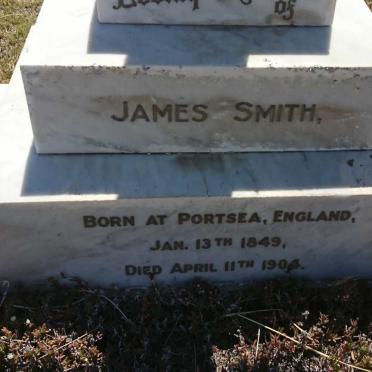 of
JAMES SMITH,
BORN AT PORTSEA, ENGLAND,
JAN. 13TH 1849,
DIED APRIL 11TH 1904.